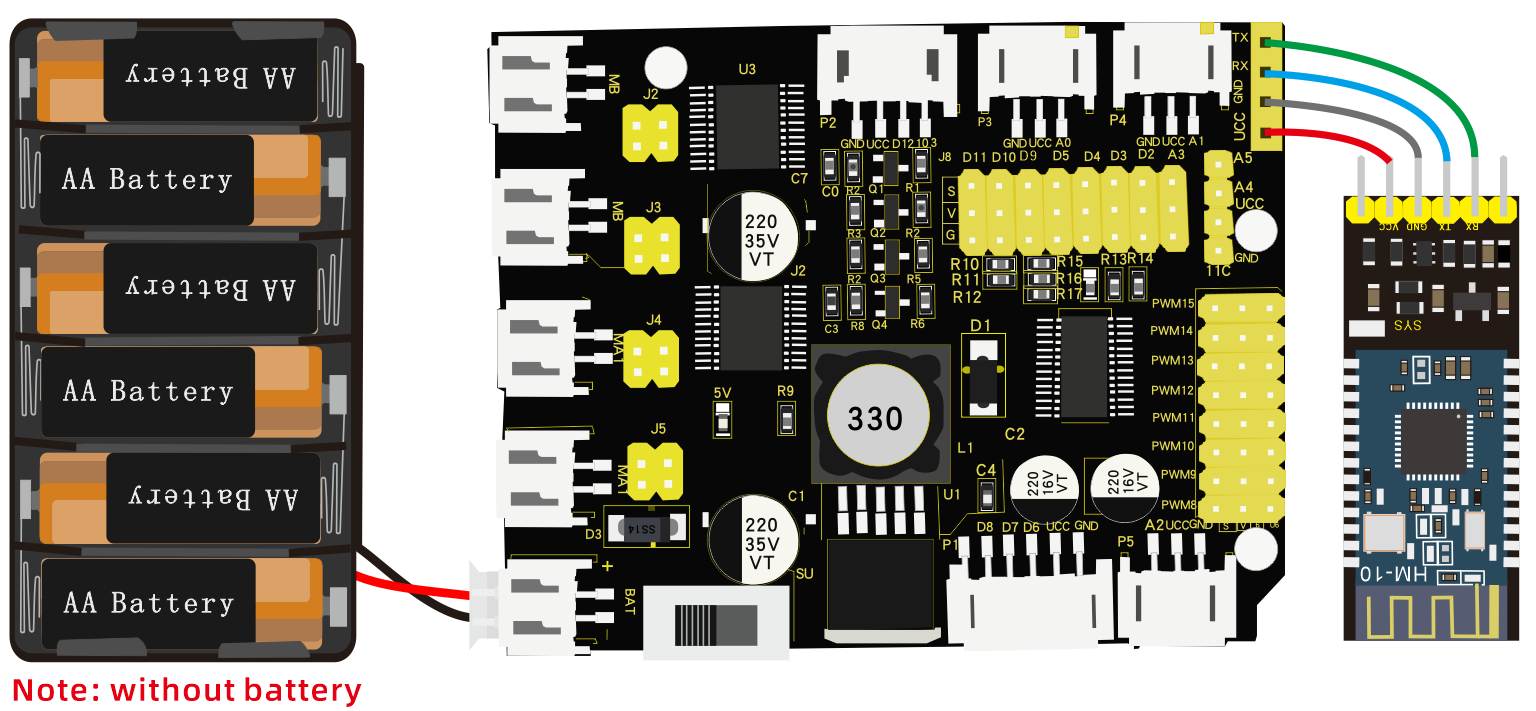 AA Battery
AA Battery
AA Battery
AA Battery
AA Battery
AA Battery
Note: without battery
MB
J2
U3
C7
MB
J3
220
35V
VT
J2
MA1
J4
5V
R9
MA1
J5
D3
SS14
C1
220
35V
VT
SU
+
BAT
P2
GND UCC D12 10.3
P3
GND UCC A0
P4
GND UCC A1
TX
RX
GND
UCC
C0
R2
Q1
R1
R3
Q2
R2
R2
Q3
R5
C3
R8
Q4
R6
J8
D11 D10 D9 D5 D4 D3 D2 A3
S
V
G
A5
A4
UCC
GND
11C
R10
R11
R12
R15
R16
R17
R13
R14
330
L1
U1
D1
C2
C4
220
16V
VT
220
16V
VT
PWM15
PWM14
PWM13
PWM12
PWM11
PWM10
PWM9
PWM8
P1
D8 D7 D6 UCC GND
P5
A2 UCC GND
S V
VCC GND TX RX
SYS
HM-10